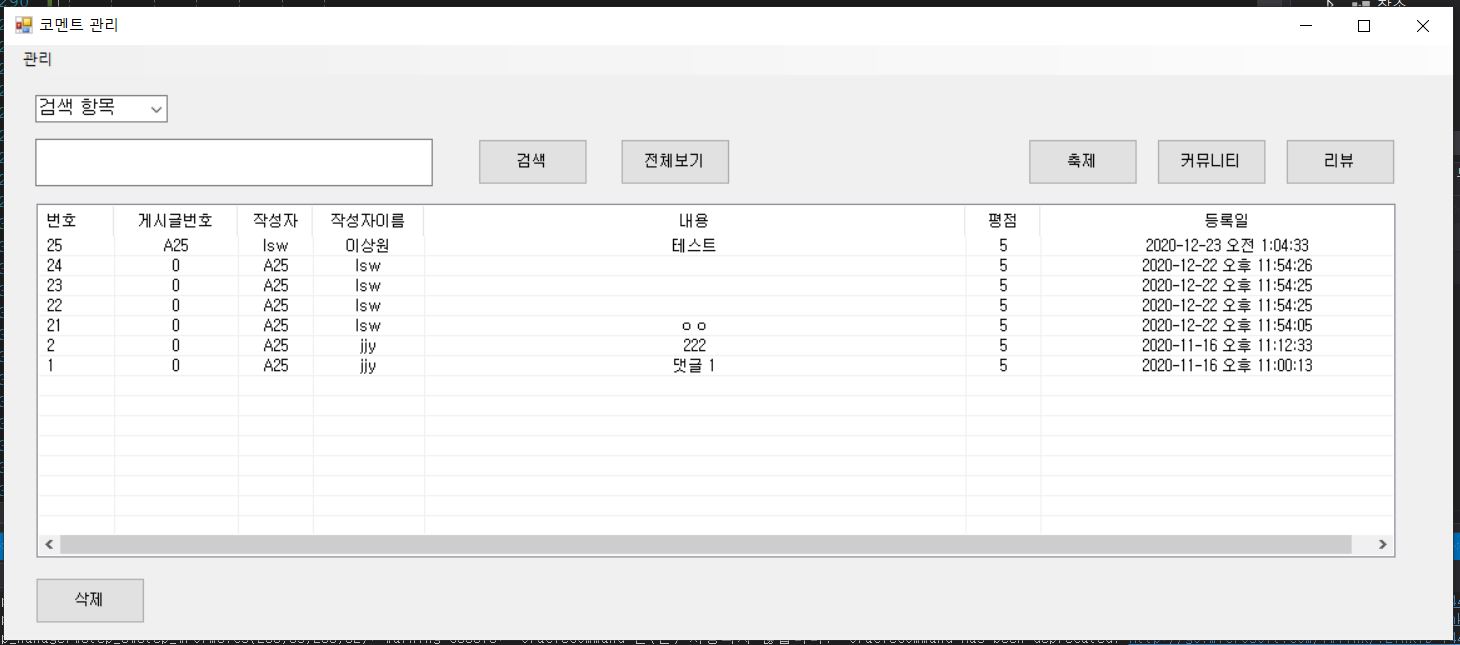 코멘트 관리
관리
검색 항목
검색 전체보기 축제 커뮤니티 리뷰
번호 게시글번호 작성자 작성자이름 내용 평점 등록일
25 A25 lsw 이상원 테스트 5 2020-12-23 오전 1:04:33
24 0 A25 lsw 5 2020-12-22 오후 11:54:26
23 0 A25 lsw 5 2020-12-22 오후 11:54:25
22 0 A25 lsw 5 2020-12-22 오후 11:54:25
21 0 A25 lsw ㅇㅇ 5 2020-12-22 오후 11:54:05
2 0 A25 jjy 222 5 2020-11-16 오후 11:12:33
1 0 A25 jjy 댓글 1 5 2020-11-16 오후 11:00:13
삭제